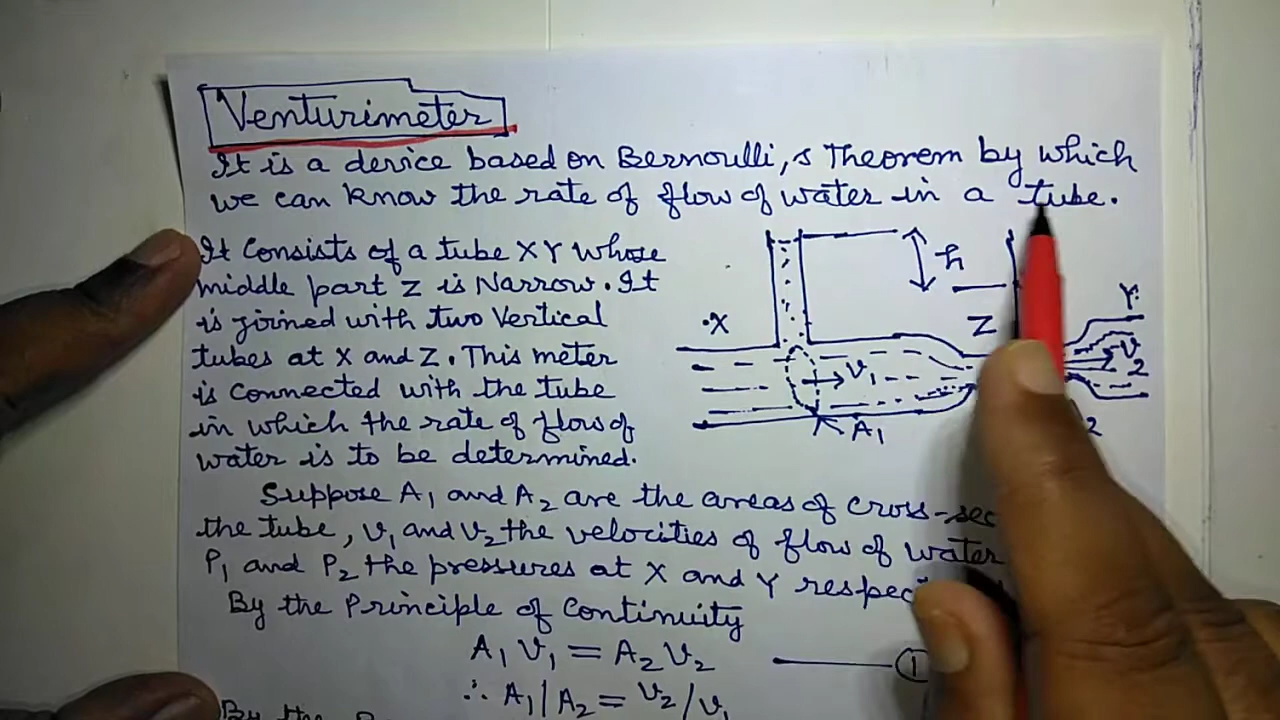 Venturimeter
It is a device based on Bernoulli,s Theorem by which
we can know the rate of flow of water in a tube.
It Consists of a tube XY Whose
middle part Z is Narrow. It
is joined with two Vertical
tubes at X and Z. This meter
is Connected with the tube
in which the rate of flow of
water is to be determined.
h
.X
Z
Y
V1
V2
A1
2
Suppose A1 and A2 are the areas of cross-sec
the tube, V1 and V2 the velocities of flow of water
P1 and P2 the pressures at X and Y respec
By the Principle of Continuity
A1 V1 = A2 V2 —— 1
∴ A1/A2 = V2/V1
By the